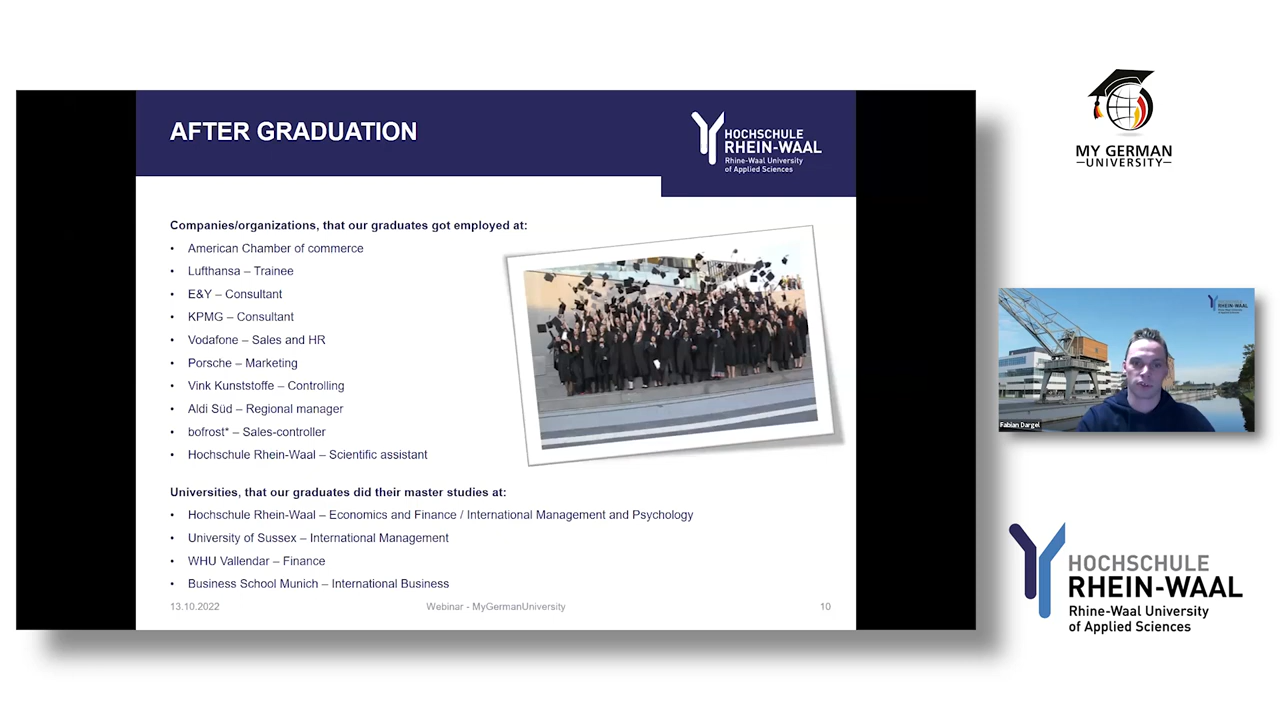 AFTER GRADUATION
HOCHSCHULE
RHEIN-WAAL
Rhine-Waal University
of Applied Sciences
Companies/organizations, that our graduates got employed at:
• American Chamber of commerce
• Lufthansa – Trainee
• E&Y – Consultant
• KPMG – Consultant
• Vodafone – Sales and HR
• Porsche – Marketing
• Vink Kunststoffe – Controlling
• Aldi Süd – Regional manager
• bofrost* – Sales-controller
• Hochschule Rhein-Waal – Scientific assistant
Universities, that our graduates did their master studies at:
• Hochschule Rhein-Waal – Economics and Finance / International Management and Psychology
• University of Sussex – International Management
• WHU Vallendar – Finance
• Business School Munich – International Business
13.10.2022
Webinar - MyGermanUniversity
10
MY GERMAN
UNIVERSITY
HOCHSCHULE
RHEIN-WAAL
Fabian Dargel
HOCHSCHULE
RHEIN-WAAL
Rhine-Waal University
of Applied Sciences